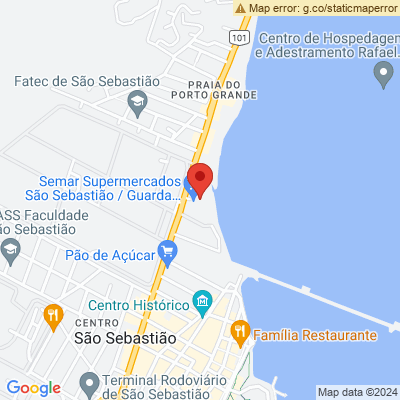 Map error: g.co/staticmaperror
101
Centro de Hospedagem
e Adestramento Rafael...
Fatec de São Sebastião
PRAIA DO
PORTO GRANDE
Semar Supermercados
São Sebastião / Guarda...
ASS Faculdade
São Sebastião
Pão de Açúcar
Centro Histórico
CENTRO
São Sebastião
Família Restaurante
Terminal Rodoviário
de São Sebastião
Google
Map data ©2024